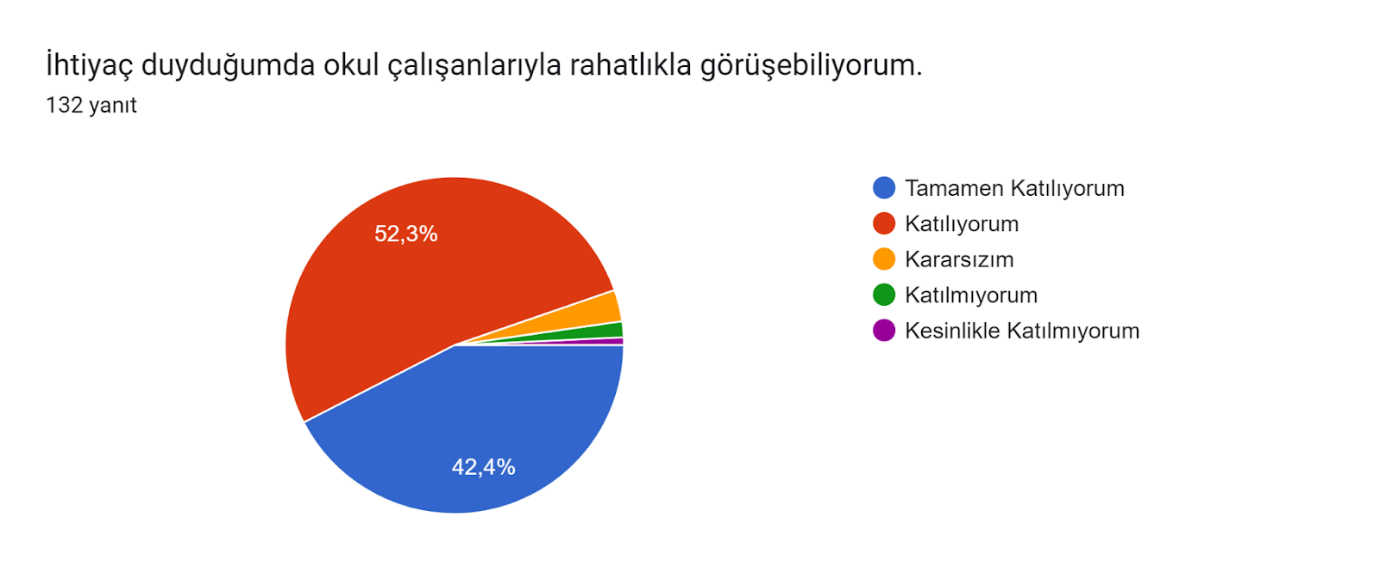 İhtiyaç duyduğumda okul çalışanlarıyla rahatlıkla görüşebiliyorum.
132 yanıt
52,3%
42,4%
Tamamen Katılıyorum
Katılıyorum
Kararsızım
Katılmıyorum
Kesinlikle Katılmıyorum